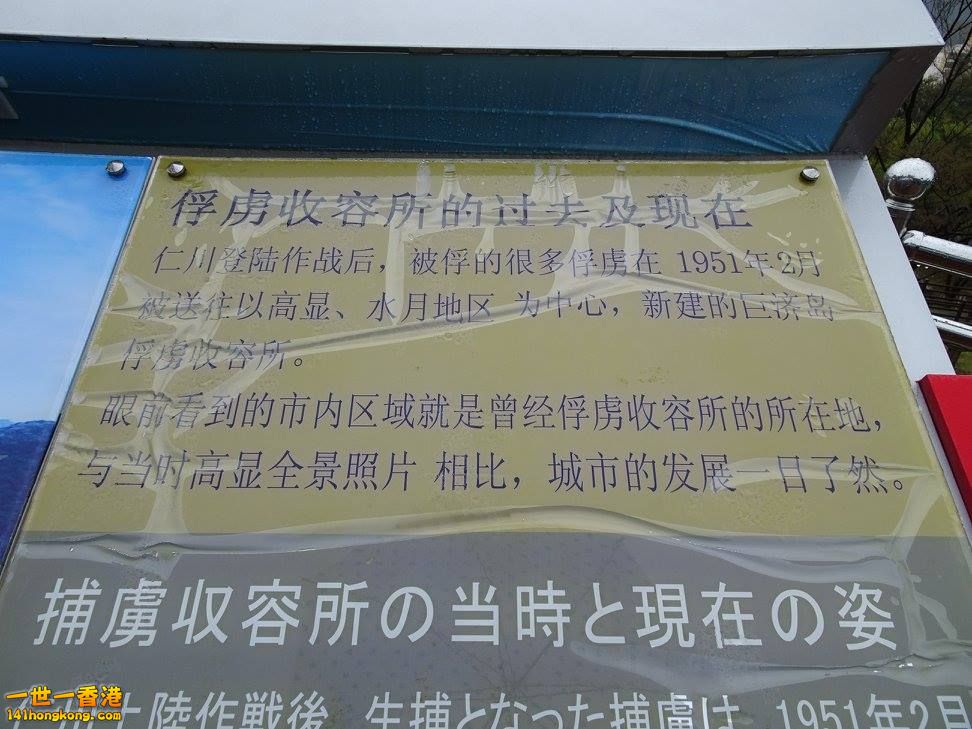 俘虏收容所的过去及现在
仁川登陆作战后，被俘的很多俘虏在 1951年2月
被送往以高显、水月地区 为中心，新建的巨济岛
俘虏收容所。
眼前看到的市内区域就是曾经俘虏收容所的所在地，
与当时高显全景照片 相比，城市的发展一目了然。
捕虜収容所の当時と現在の姿
上陸作戦後、生捕となった捕虜は、1951年2月
一世一香港
141hongkong.com